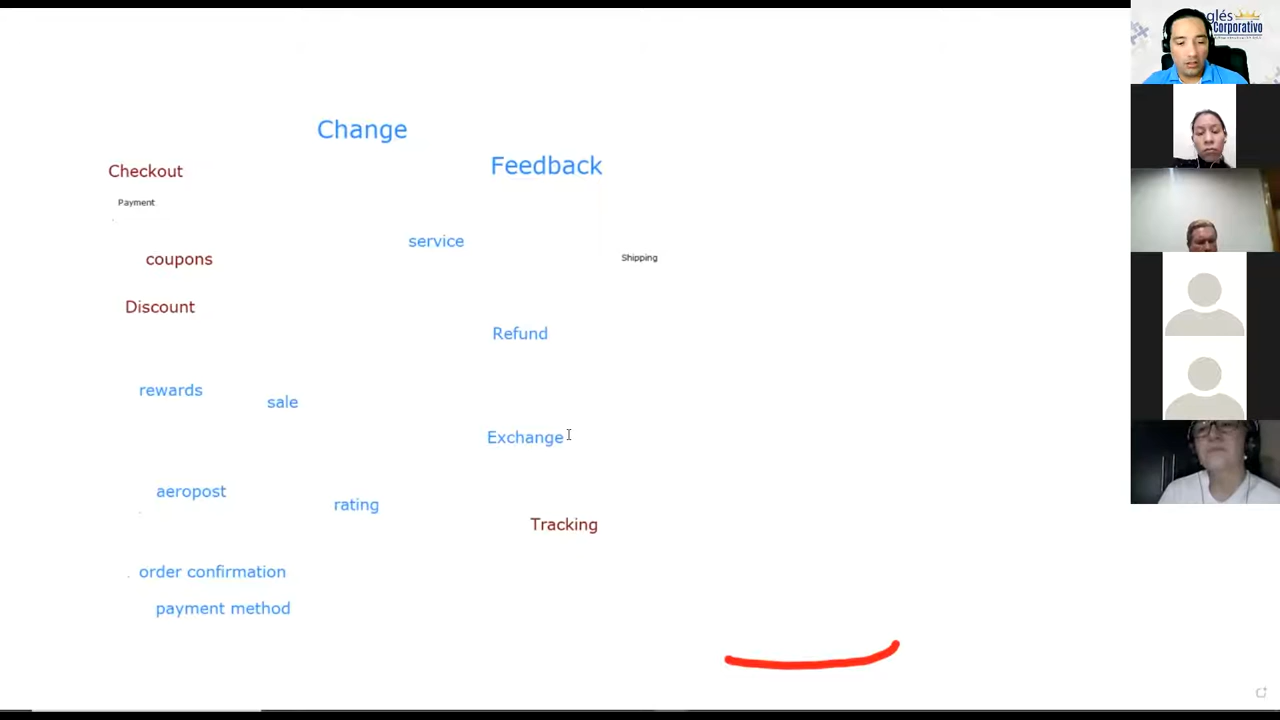 Change
Feedback
Checkout
Payment
service
coupons
Shipping
Discount
Refund
rewards
sale
Exchange
aeropost
rating
Tracking
order confirmation
payment method
Inglés
Corporativo